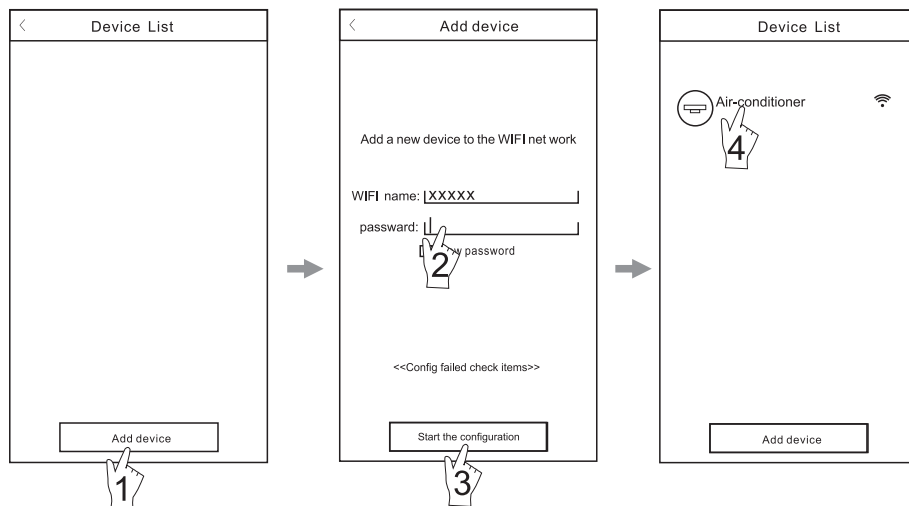 Device List
Add device
1
Add device
Add a new device to the WIFI net work
WIFI name: XXXXX
passward:
2
password
<<Config failed check items>>
Start the configuration
3
Device List
Air-conditioner
4
Add device